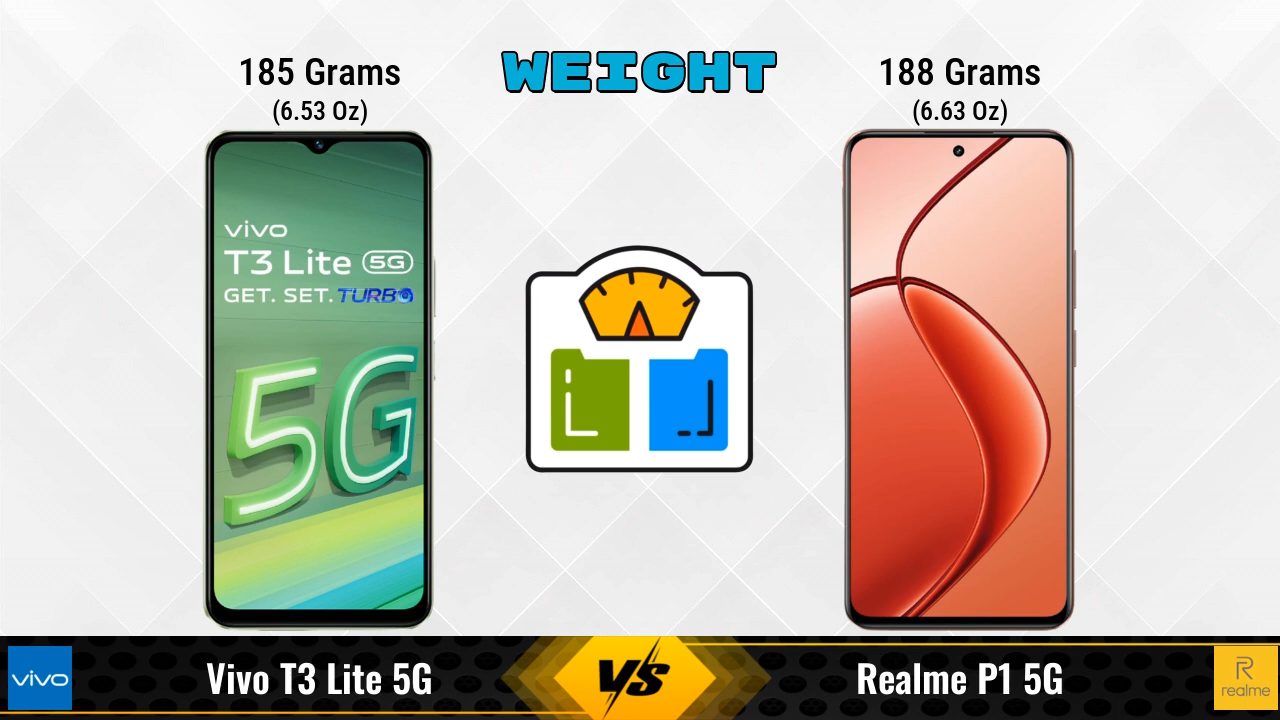 185 Grams
(6.53 Oz)
WEIGHT
188 Grams
(6.63 Oz)
vivo
T3 Lite 5G
GET. SET. TURBO
5G
vivo
Vivo T3 Lite 5G
VS
Realme P1 5G
R
realme